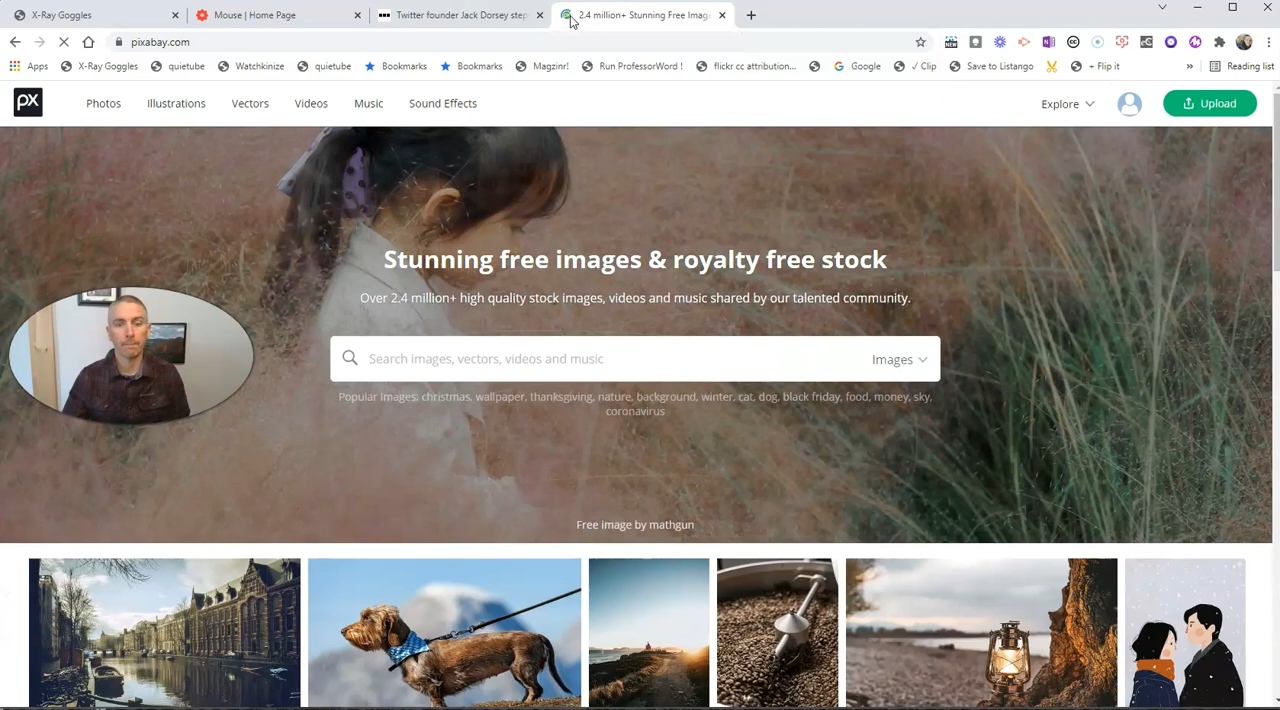 X-Ray Goggles
Mouse | Home Page
Twitter founder Jack Dorsey step
2.4 million+ Stunning Free Imag
pixabay.com
Apps
X-Ray Goggles
quietube
Watchkinize
quietube
Bookmarks
Bookmarks
Magzinr!
Run ProfessorWord !
flickr cc attribution...
Google
√ Clip
Save to Listango
+ Flip it
»
Reading list
px
Photos
Illustrations
Vectors
Videos
Music
Sound Effects
Explore
Upload
Stunning free images & royalty free stock
Over 2.4 million+ high quality stock images, videos and music shared by our talented community.
Search images, vectors, videos and music
Images
Popular Images: christmas, wallpaper, thanksgiving, nature, background, winter, cat, dog, black friday, food, money, sky,
coronavirus
Free image by mathgun